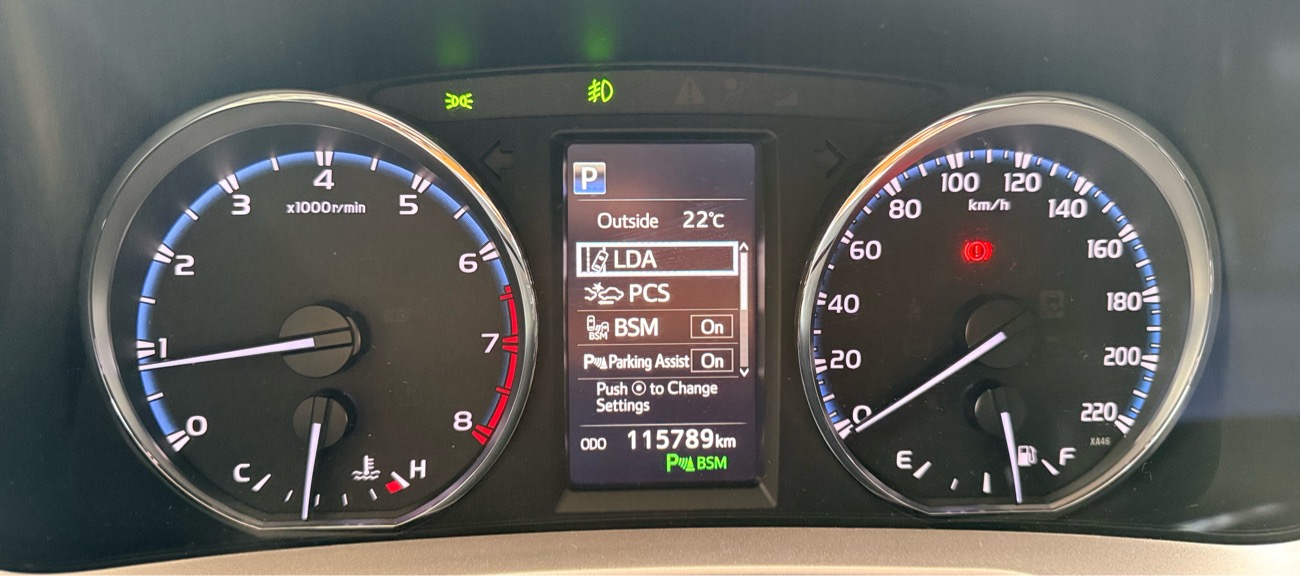 0
1
2
3
4
5
6
7
8
x1000r/min
C
H
P
Outside 22℃
LDA
PCS
BSM BSM On
P Parking Assist On
Push to Change
Settings
ODO 115789km
P BSM
0
20
40
60
80
100
120
140
160
180
200
220
km/h
XA46
E
F